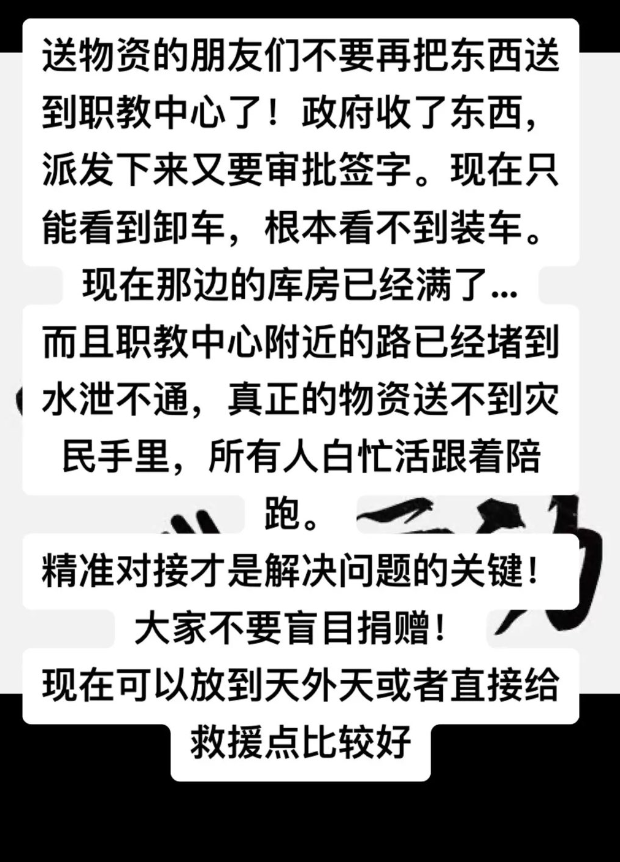 送物资的朋友们不要再把东西送
到职教中心了！政府收了东西，
派发下来又要审批签字。现在只
能看到卸车，根本看不到装车。
现在那边的库房已经满了...
而且职教中心附近的路已经堵到
水泄不通，真正的物资送不到灾
民手里，所有人白忙活跟着陪
跑。
精准对接才是解决问题的关键！
大家不要盲目捐赠！
现在可以放到天外天或者直接给
救援点比较好